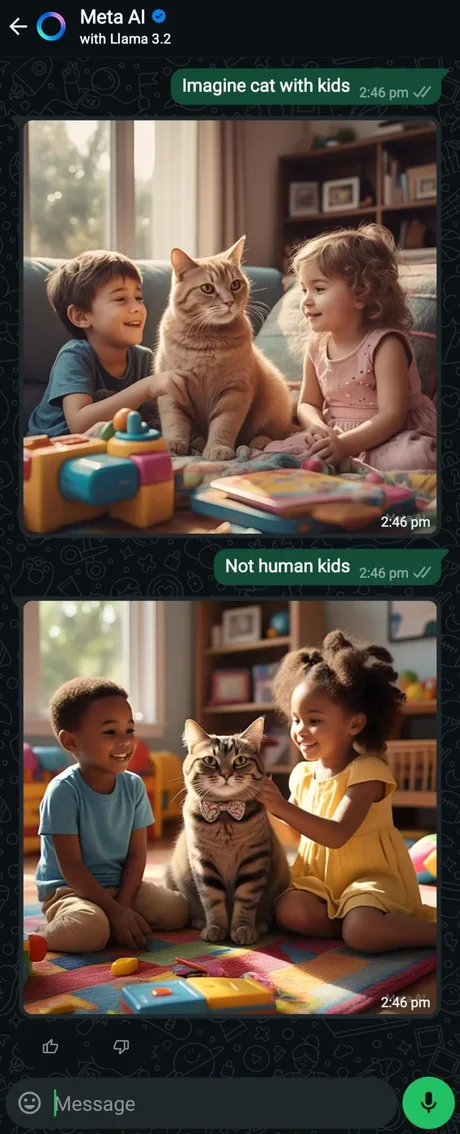 Meta AI
with Llama 3.2
Imagine cat with kids 2:46 pm
2:46 pm
Not human kids 2:46 pm
2:46 pm
Message